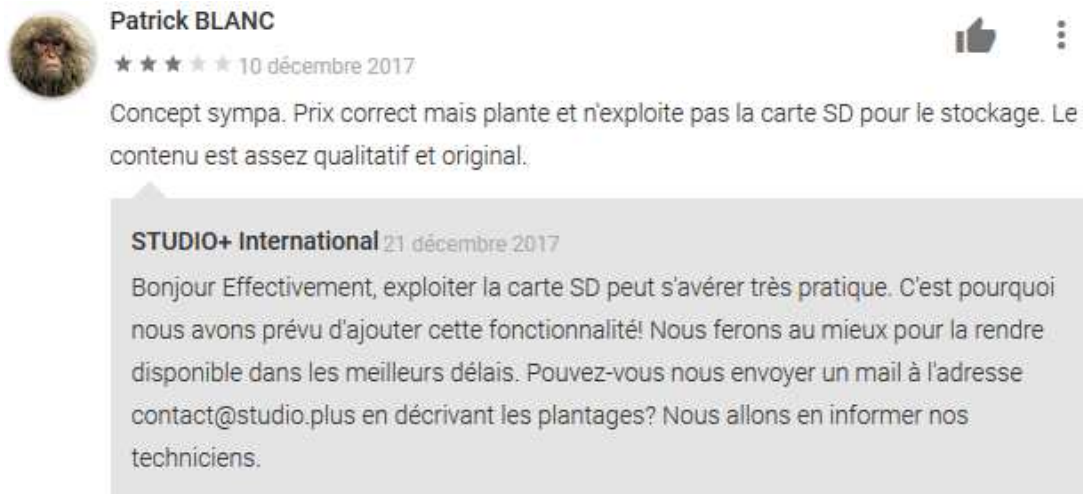 Patrick BLANC
10 décembre 2017
Concept sympa. Prix correct mais plante et n'exploite pas la carte SD pour le stockage. Le
contenu est assez qualitatif et original.
STUDIO+ International 21 décembre 2017
Bonjour Effectivement, exploiter la carte SD peut s'avérer très pratique. C'est pourquoi
nous avons prévu d'ajouter cette fonctionnalité! Nous ferons au mieux pour la rendre
disponible dans les meilleurs délais. Pouvez-vous nous envoyer un mail à l'adresse
contact@studio.plus en décrivant les plantages? Nous allons en informer nos
techniciens.